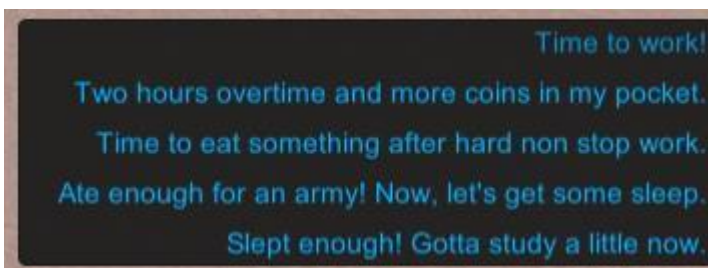 Time to work!
Two hours overtime and more coins in my pocket.
Time to eat something after hard non stop work.
Ate enough for an army! Now, let's get some sleep.
Slept enough! Gotta study a little now.